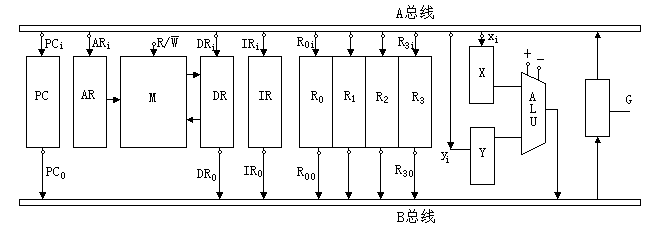 A总线
PCi ARi R/W̅ DRi IRi R0i R3i xi
+ −
PC AR M DR IR R0 R1 R2 R3 X ALU G
yi Y
PC0 DR0 IR0 R00 R30
B总线